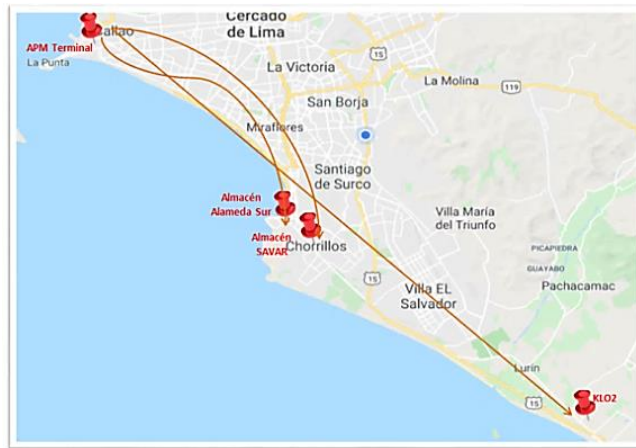 Cercado
de Lima
Callao
APM Terminal
La Punta
La Victoria
15
La Molina
119
San Borja
Miraflores
Santiago
de Surco
Almacén
Alameda Sur
Almacén
SAVAR
Chorrillos
Villa María
del Triunfo
PICAPIEDRA
GUAYABO
15
Villa EL
Salvador
Pachacamac
Lurin
15
KLO2